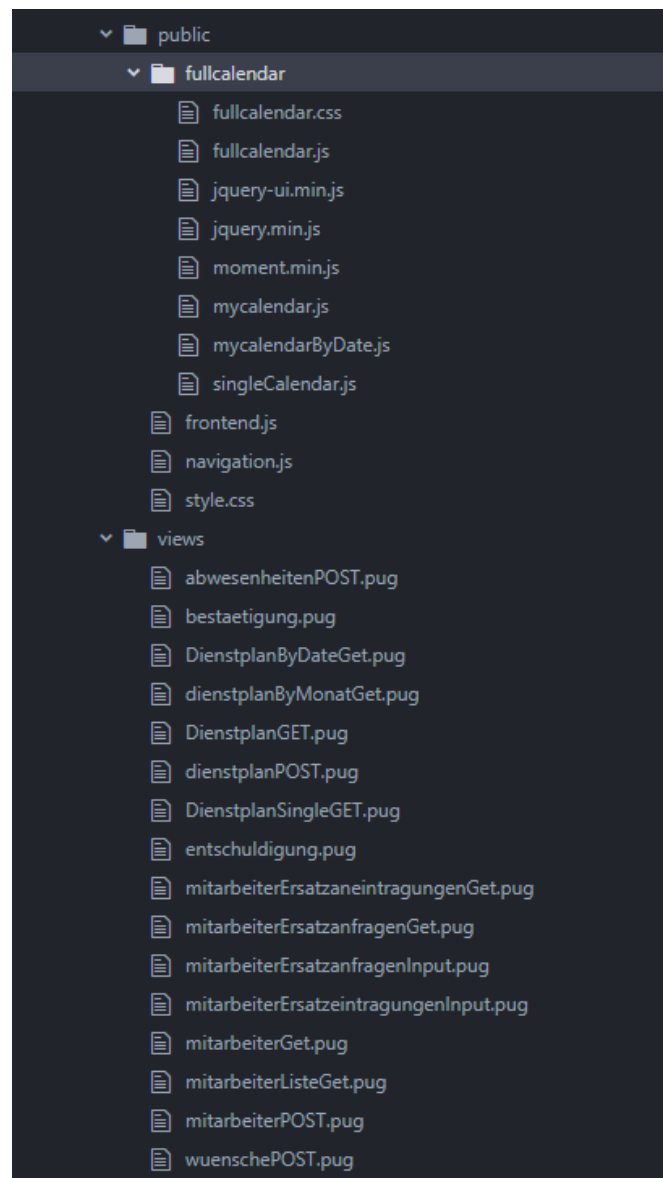 public
fullcalendar
fullcalendar.css
fullcalendar.js
jquery-ui.min.js
jquery.min.js
moment.min.js
mycalendar.js
mycalendarByDate.js
singleCalendar.js
frontend.js
navigation.js
style.css
views
abwesenheitenPOST.pug
bestaetigung.pug
DienstplanByDateGet.pug
dienstplanByMonatGet.pug
DienstplanGET.pug
dienstplanPOST.pug
DienstplanSingleGET.pug
entschuldigung.pug
mitarbeiterErsatzaneintragungenGet.pug
mitarbeiterErsatzanfragenGet.pug
mitarbeiterErsatzanfragenInput.pug
mitarbeiterErsatzeintragungenInput.pug
mitarbeiterGet.pug
mitarbeiterListeGet.pug
mitarbeiterPOST.pug
wuenschePOST.pug